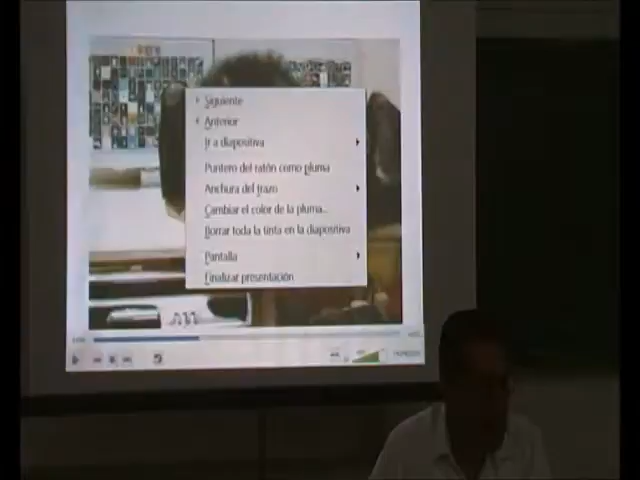 Siguiente
Anterior
Ir a diapositiva
Puntero del ratón como pluma
Anchura del trazo
Cambiar el color de la pluma...
Borrar toda la tinta en la diapositiva
Pantalla
Finalizar presentación